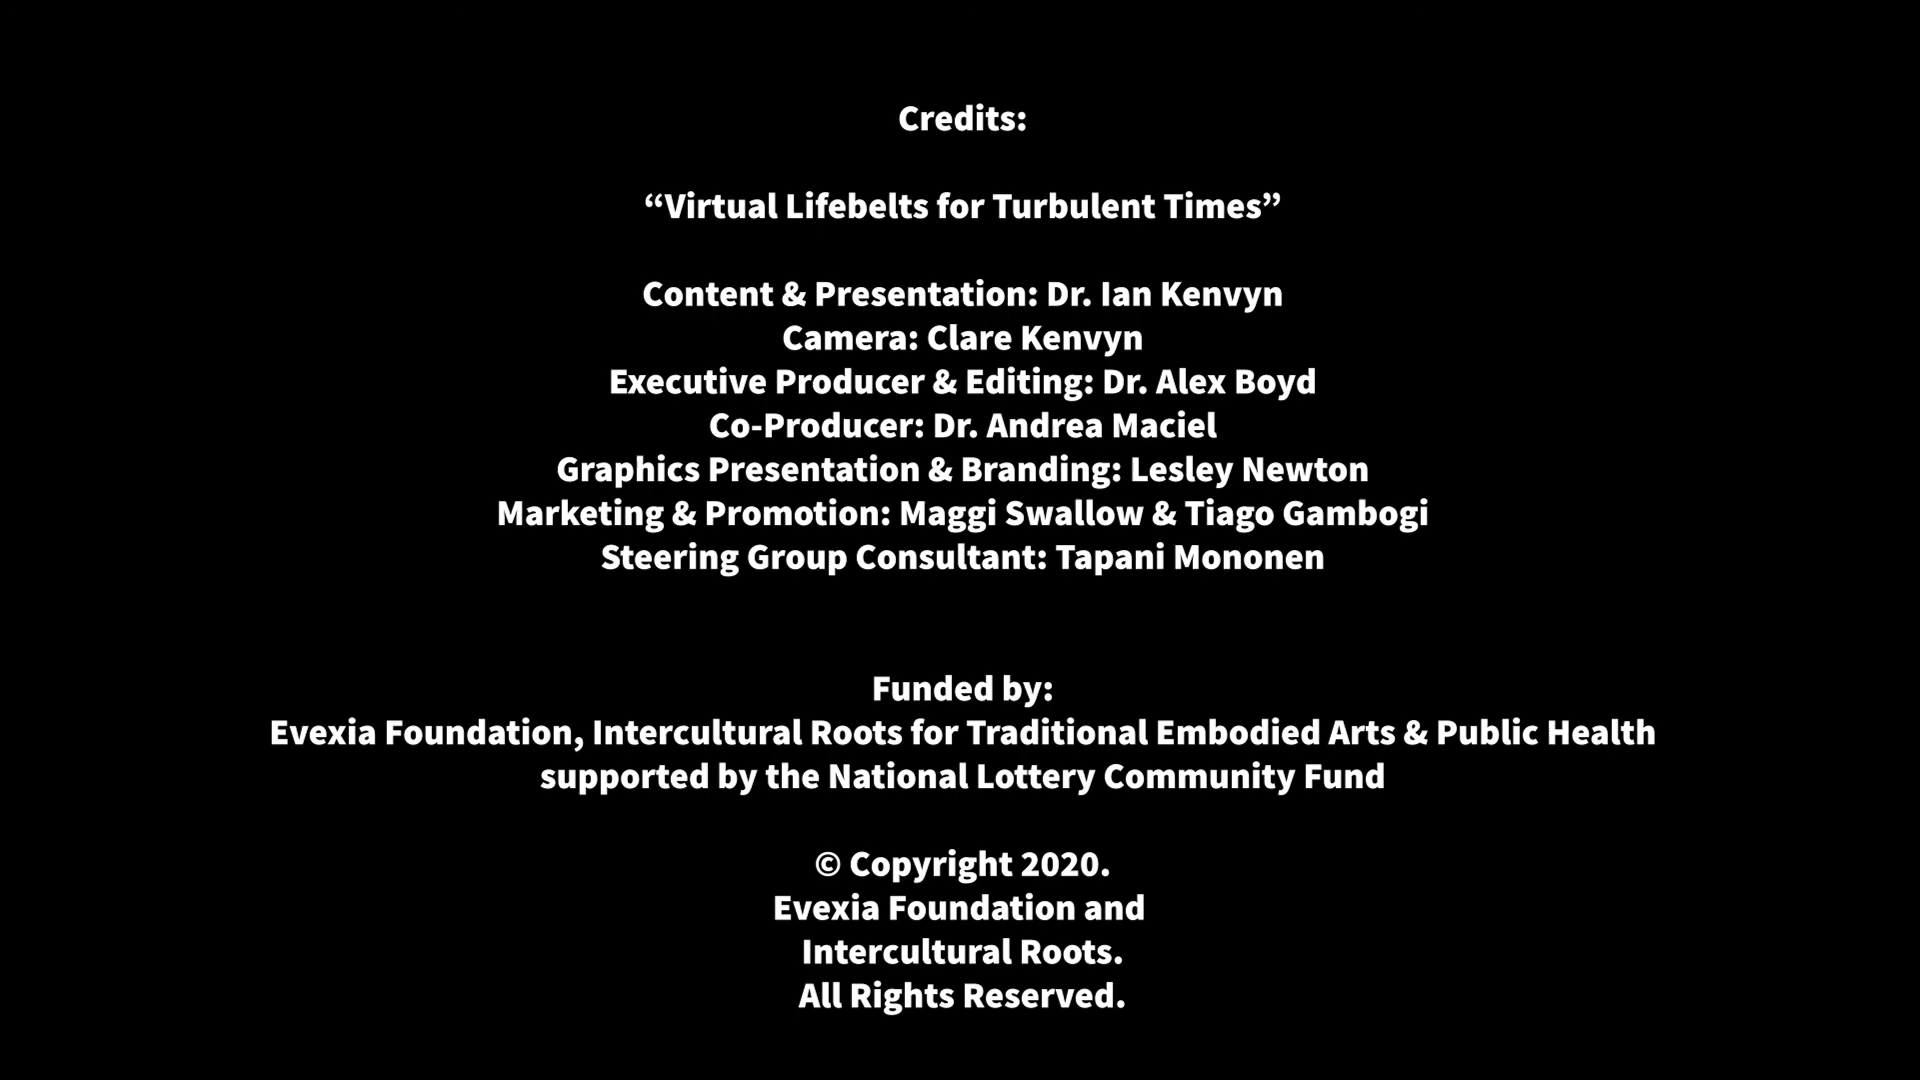 Credits:
“Virtual Lifebelts for Turbulent Times”
Content & Presentation: Dr. Ian Kenvyn
Camera: Clare Kenvyn
Executive Producer & Editing: Dr. Alex Boyd
Co-Producer: Dr. Andrea Maciel
Graphics Presentation & Branding: Lesley Newton
Marketing & Promotion: Maggi Swallow & Tiago Gambogi
Steering Group Consultant: Tapani Mononen
Funded by:
Evexia Foundation, Intercultural Roots for Traditional Embodied Arts & Public Health
supported by the National Lottery Community Fund
© Copyright 2020.
Evexia Foundation and
Intercultural Roots.
All Rights Reserved.